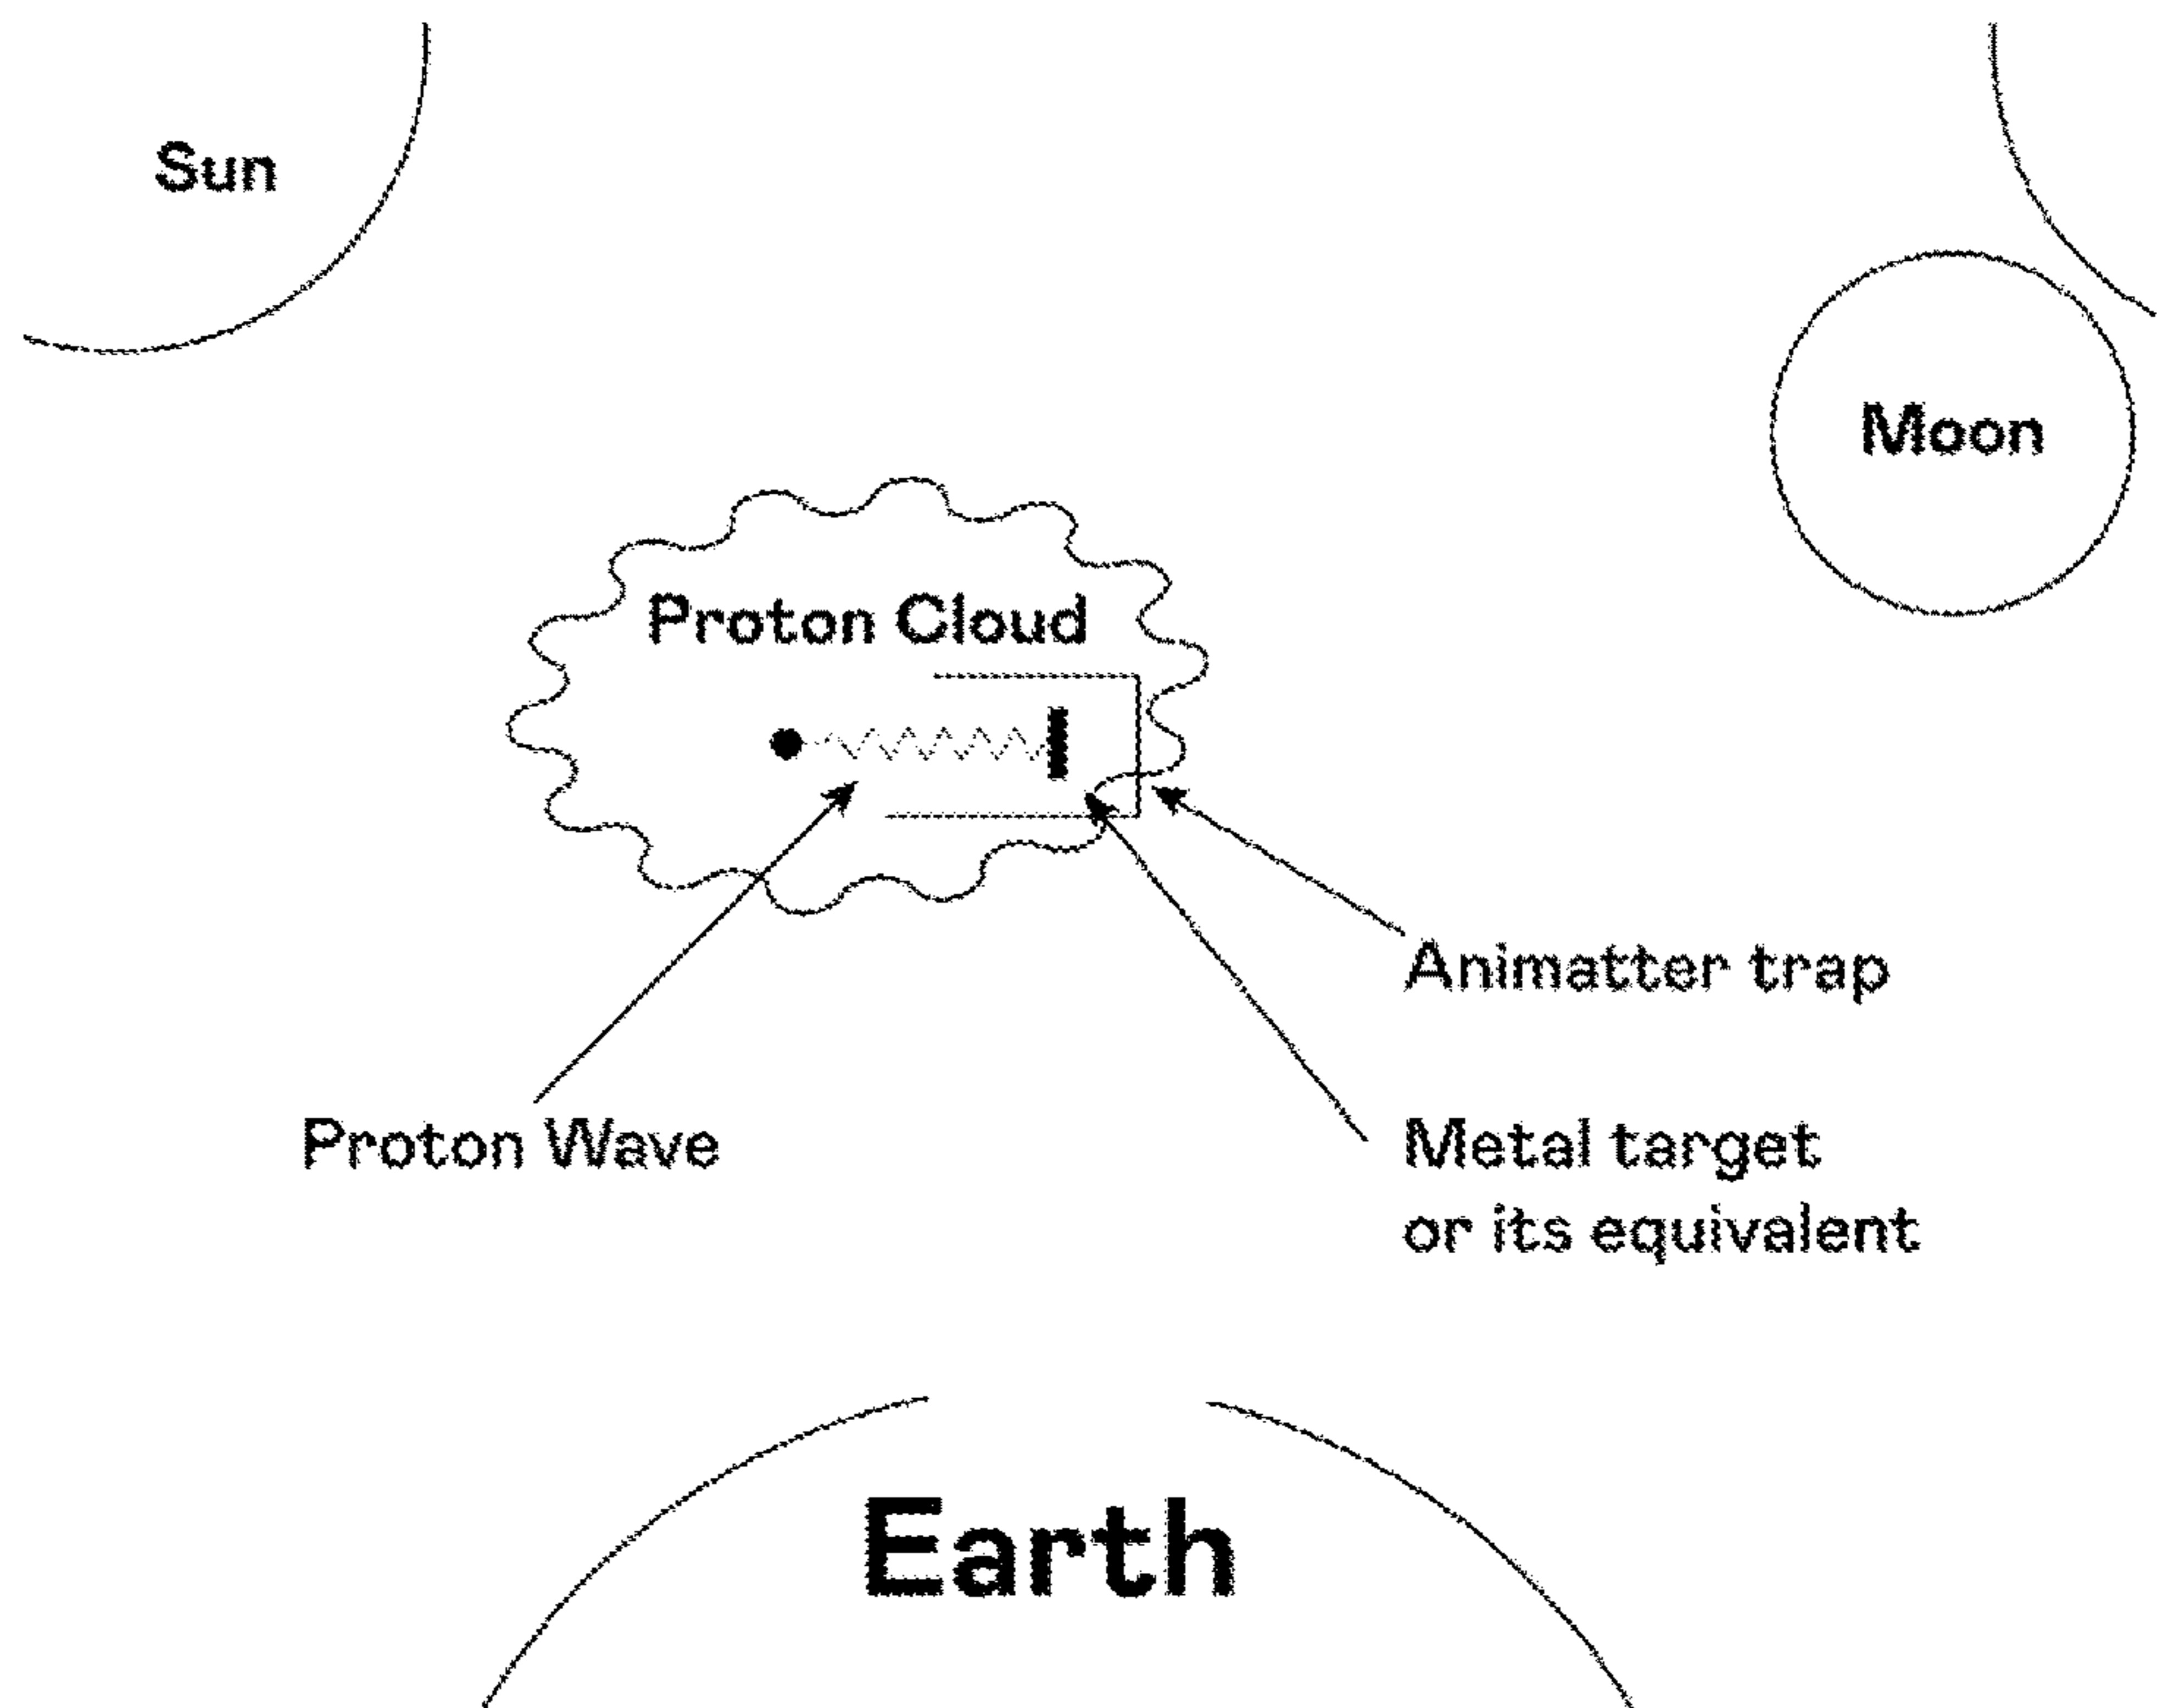 Sun
Moon
Proton Cloud
Animatter trap
Proton Wave
Metal target
or its equivalent
Earth